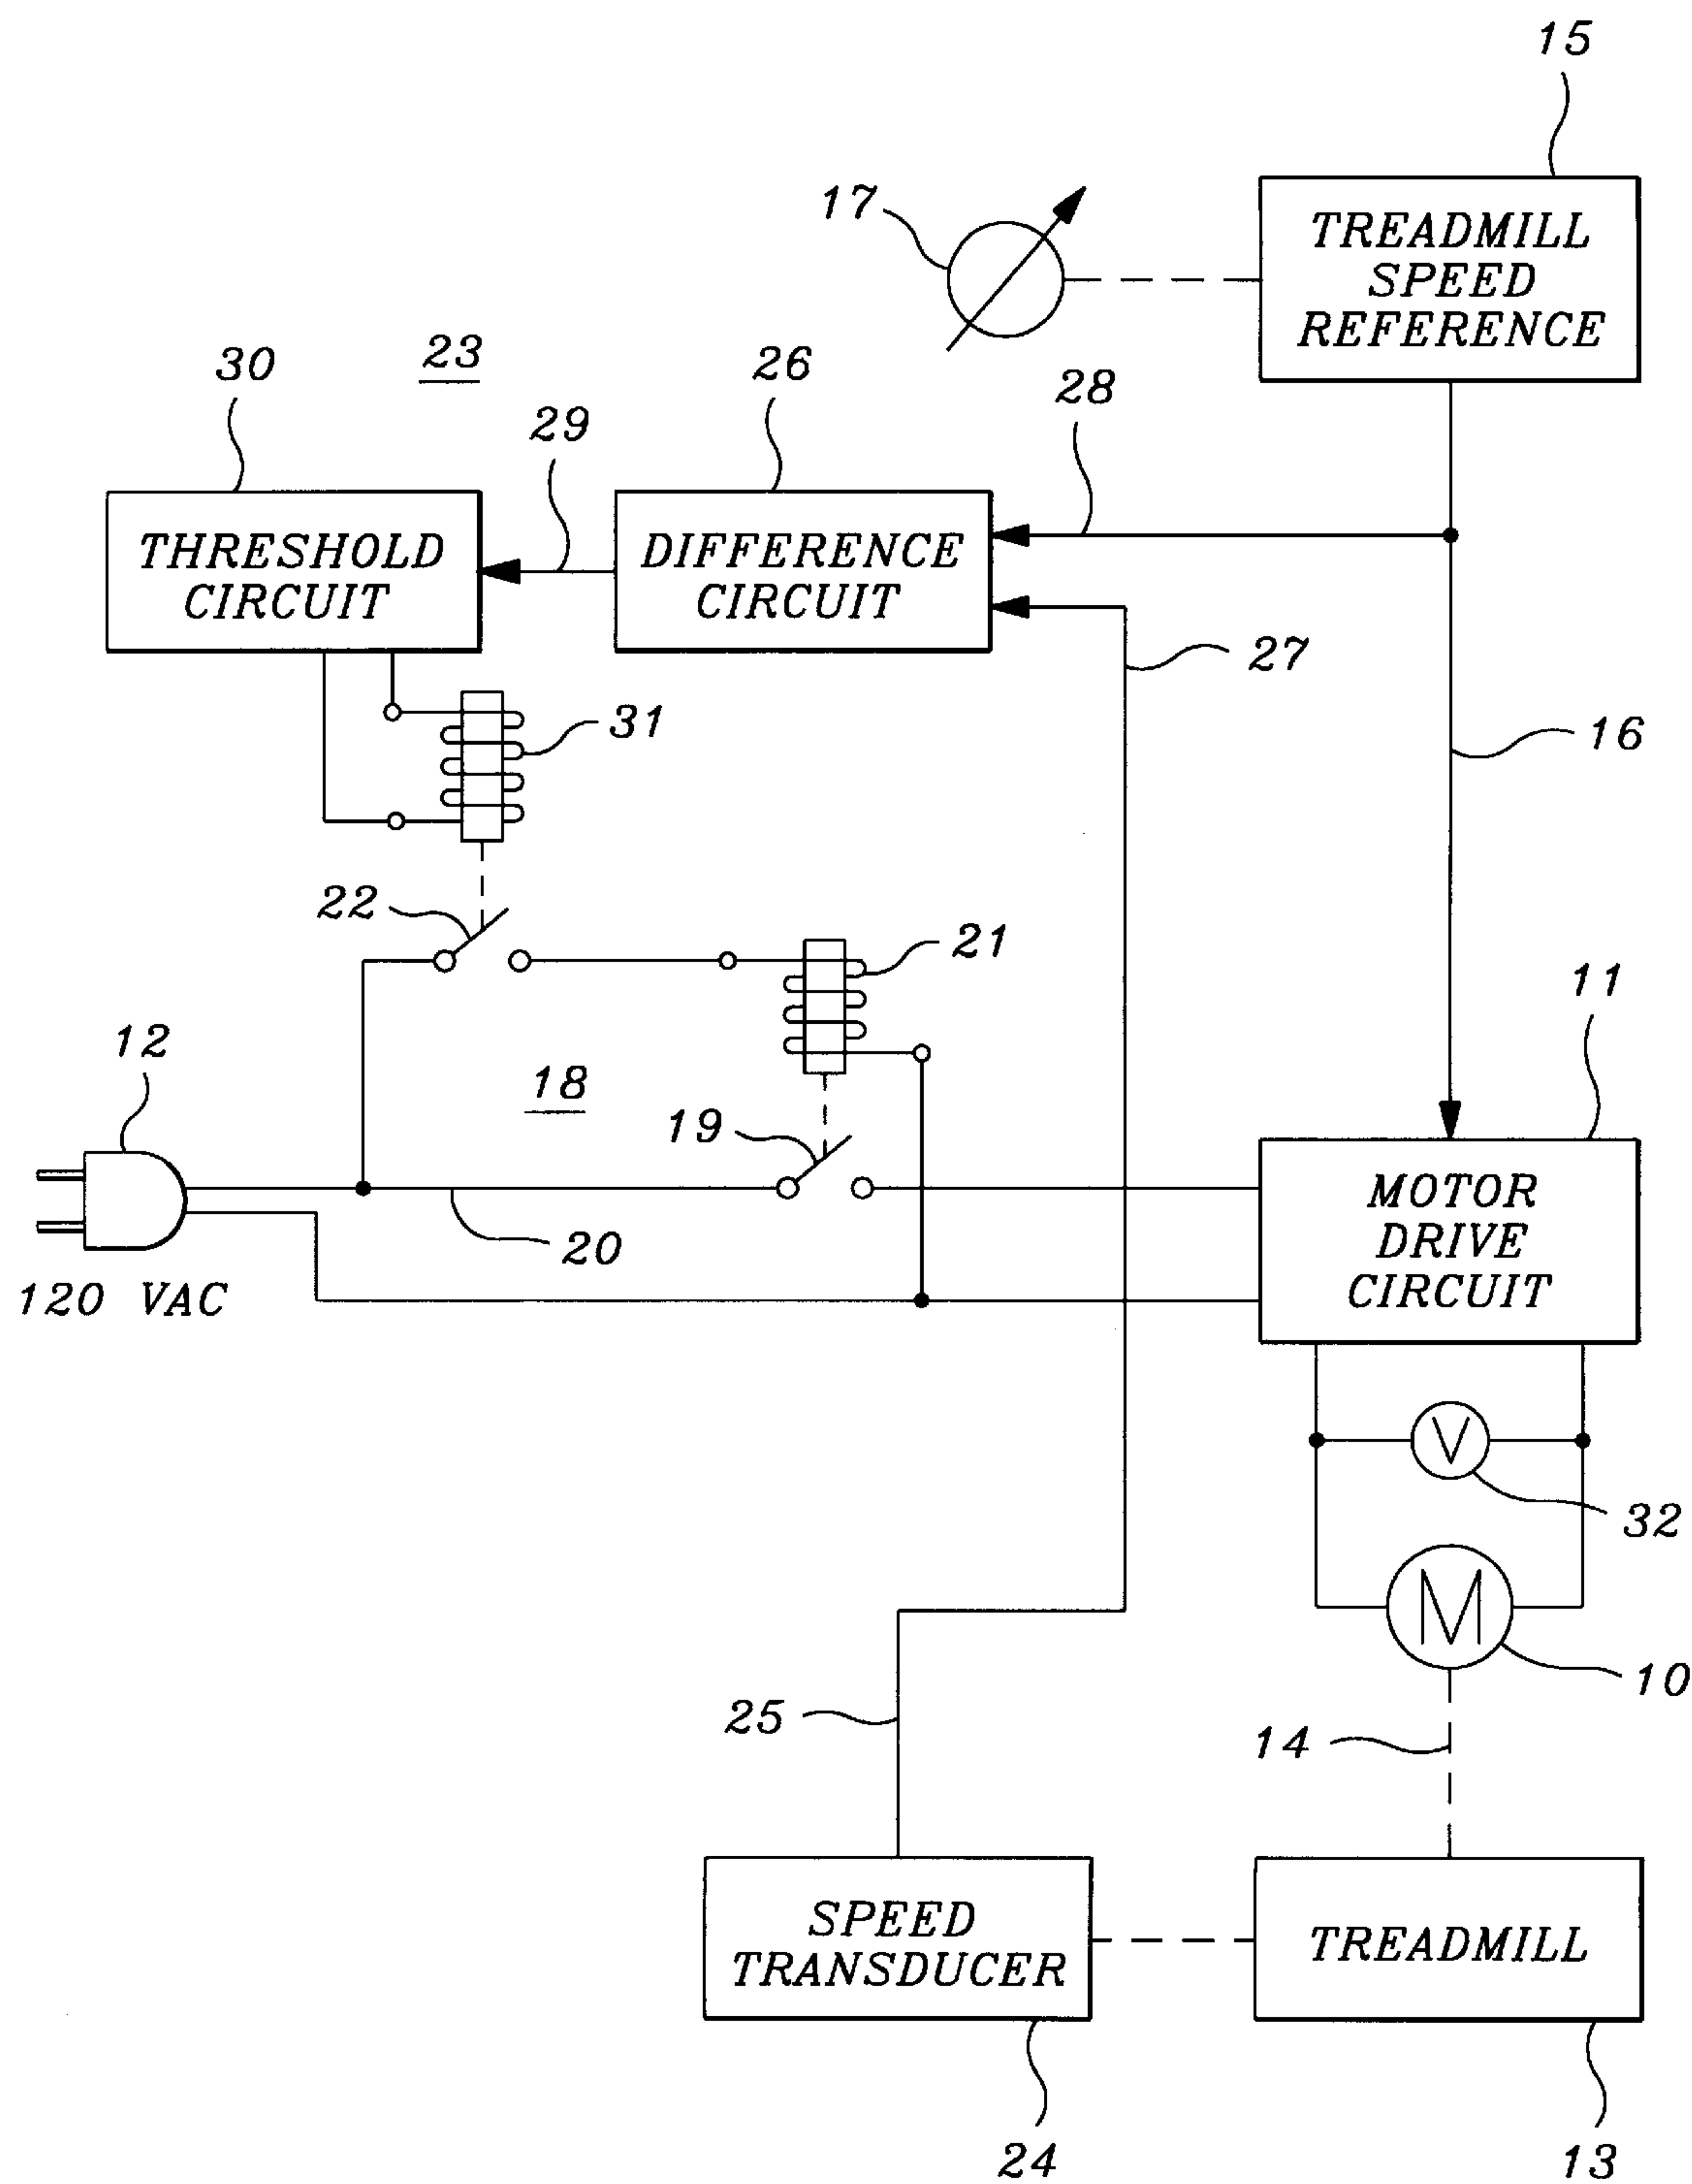 15
17
TREADMILL
SPEED
REFERENCE
23
30
26
28
29
THRESHOLD
CIRCUIT
DIFFERENCE
CIRCUIT
27
31
16
22
21
11
12
18
19
MOTOR
DRIVE
CIRCUIT
20
120 VAC
V
32
M
10
25
14
SPEED
TRANSDUCER
TREADMILL
24
13